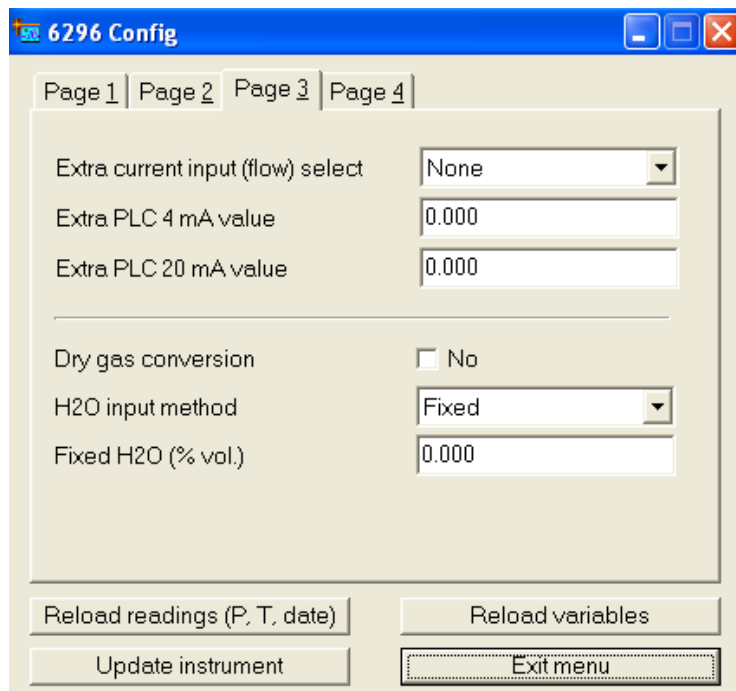 6296 Config
Page 1 Page 2 Page 3 Page 4
Extra current input (flow) select None
Extra PLC 4 mA value 0.000
Extra PLC 20 mA value 0.000
Dry gas conversion No
H2O input method Fixed
Fixed H2O (% vol.) 0.000
Reload readings (P, T, date) Reload variables
Update instrument Exit menu